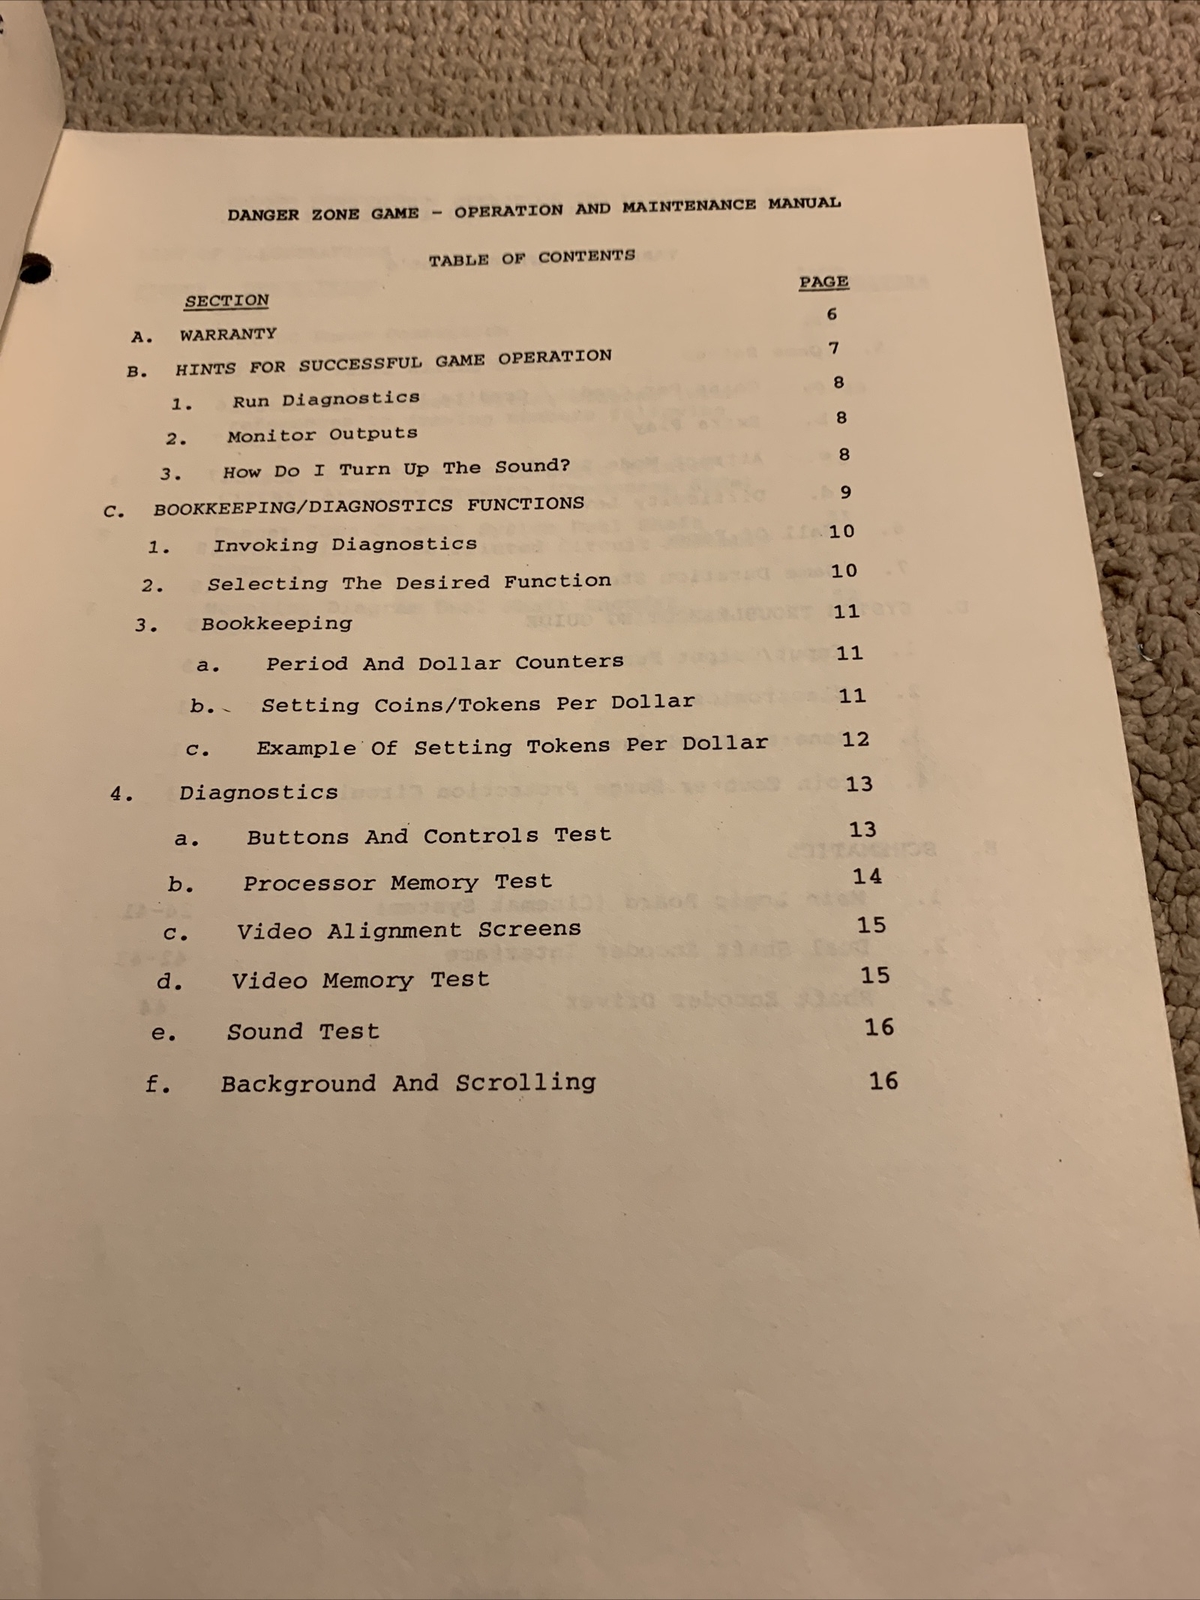 DANGER ZONE GAME - OPERATION AND MAINTENANCE MANUAL
TABLE OF CONTENTS
SECTION PAGE
A. WARRANTY 6
B. HINTS FOR SUCCESSFUL GAME OPERATION 7
1. Run Diagnostics 8
2. Monitor Outputs 8
3. How Do I Turn Up The Sound? 8
C. BOOKKEEPING/DIAGNOSTICS FUNCTIONS 9
1. Invoking Diagnostics 10
2. Selecting The Desired Function 10
3. Bookkeeping 11
a. Period And Dollar Counters 11
b. Setting Coins/Tokens Per Dollar 11
c. Example Of Setting Tokens Per Dollar 12
4. Diagnostics 13
a. Buttons And Controls Test 13
b. Processor Memory Test 14
c. Video Alignment Screens 15
d. Video Memory Test 15
e. Sound Test 16
f. Background And Scrolling 16